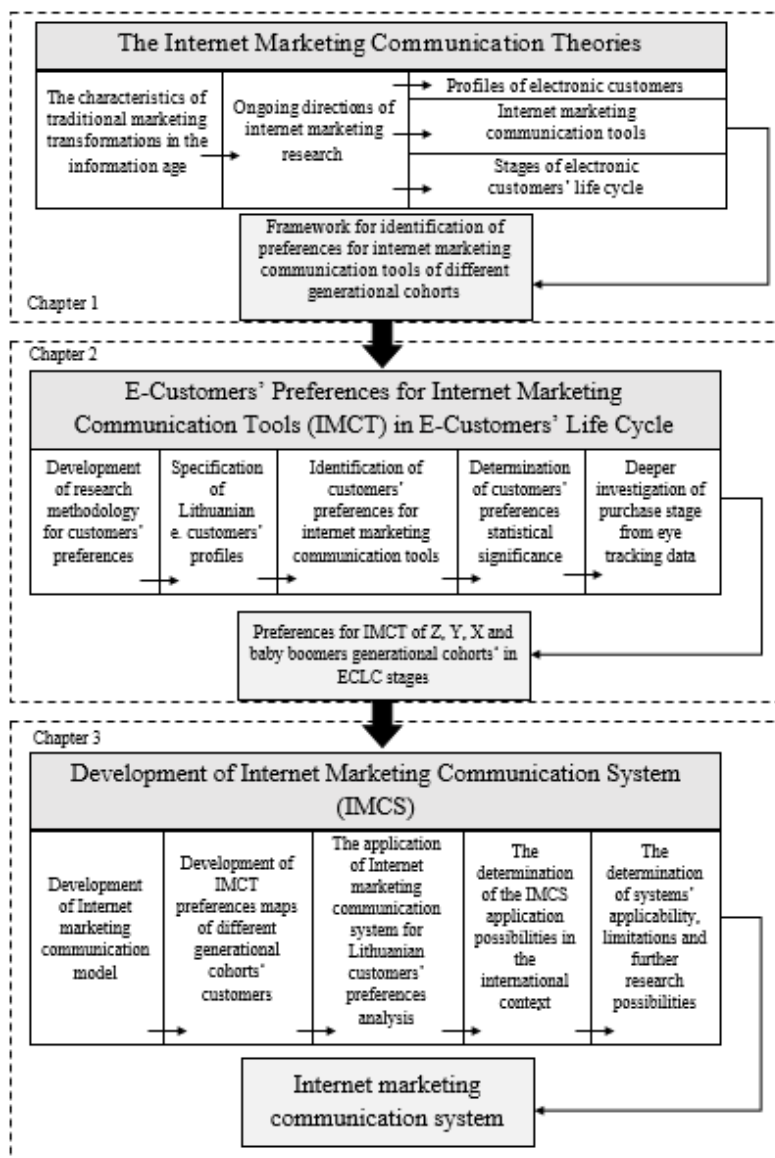 The Internet Marketing Communication Theories
The characteristics of
traditional marketing
transformations in the
information age
Ongoing directions of
internet marketing
research
Profiles of electronic customers
Internet marketing
communication tools
Stages of electronic
customers' life cycle
Framework for identification of
preferences for internet marketing
communication tools of different
generational cohorts
Chapter 1
Chapter 2
E-Customers' Preferences for Internet Marketing
Communication Tools (IMCT) in E-Customers' Life Cycle
Development
of research
methodology
for customers'
preferences
Specification
of
Lithuanian
e. customers'
profiles
Identification of
customers'
preferences for
internet marketing
communication tools
Determination
of customers'
preferences
statistical
significance
Deeper
investigation of
purchase stage
from eye
tracking data
Preferences for IMCT of Z, Y, X and
baby boomers generational cohorts' in
ECLC stages
Chapter 3
Development of Internet Marketing Communication System
(IMCS)
Development
of Internet
marketing
communication
model
Development of
IMCT
preferences maps
of different
generational
cohorts'
customers
The application
of Internet
marketing
communication
system for
Lithuanian
customers'
preferences
analysis
The
determination
of the IMCS
application
possibilities in
the
international
context
The
determination
of systems'
applicability,
limitations and
further
research
possibilities
Internet marketing
communication system